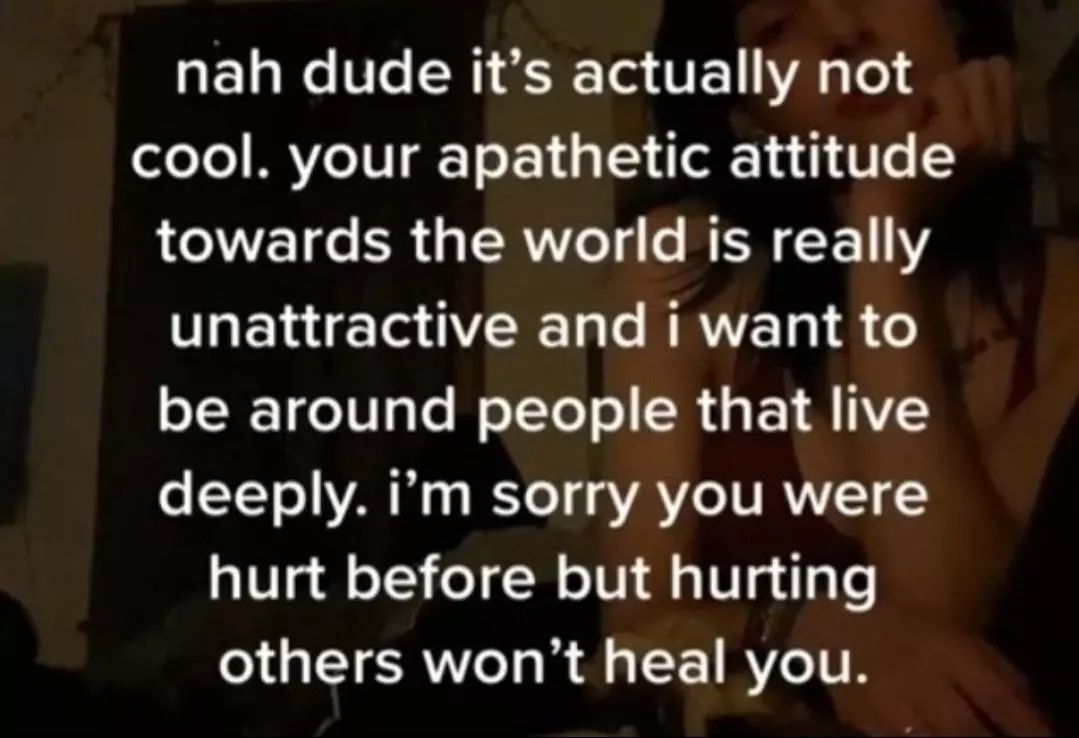 nah dude it’s actually not
cool. your apathetic attitude
towards the world is really
unattractive and i want to
be around people that live
deeply. i’m sorry you were
hurt before but hurting
others won’t heal you.